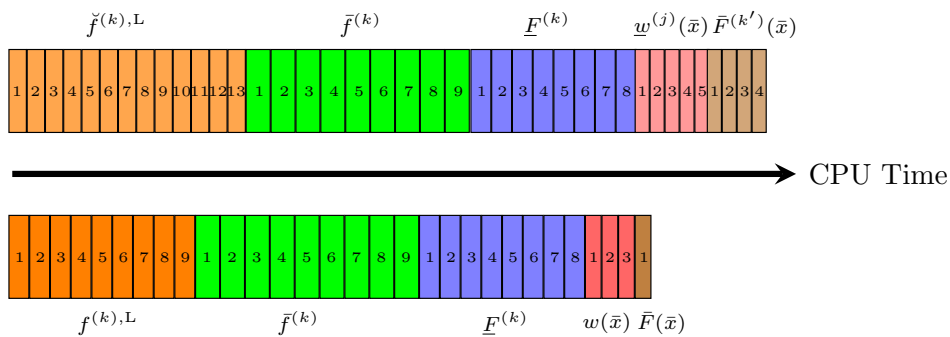 f̆^(k),L f̄^(k) F̲^(k) w̲^(j)(x̄) F̄^(k′)(x̄)
1 2 3 4 5 6 7 8 9 10 11 12 13 1 2 3 4 5 6 7 8 9 1 2 3 4 5 6 7 8 1 2 3 4 5 1 2 3 4
CPU Time
1 2 3 4 5 6 7 8 9 1 2 3 4 5 6 7 8 9 1 2 3 4 5 6 7 8 1 2 3 1
f^(k),L f̄^(k) F̲^(k) w(x̄) F̄(x̄)